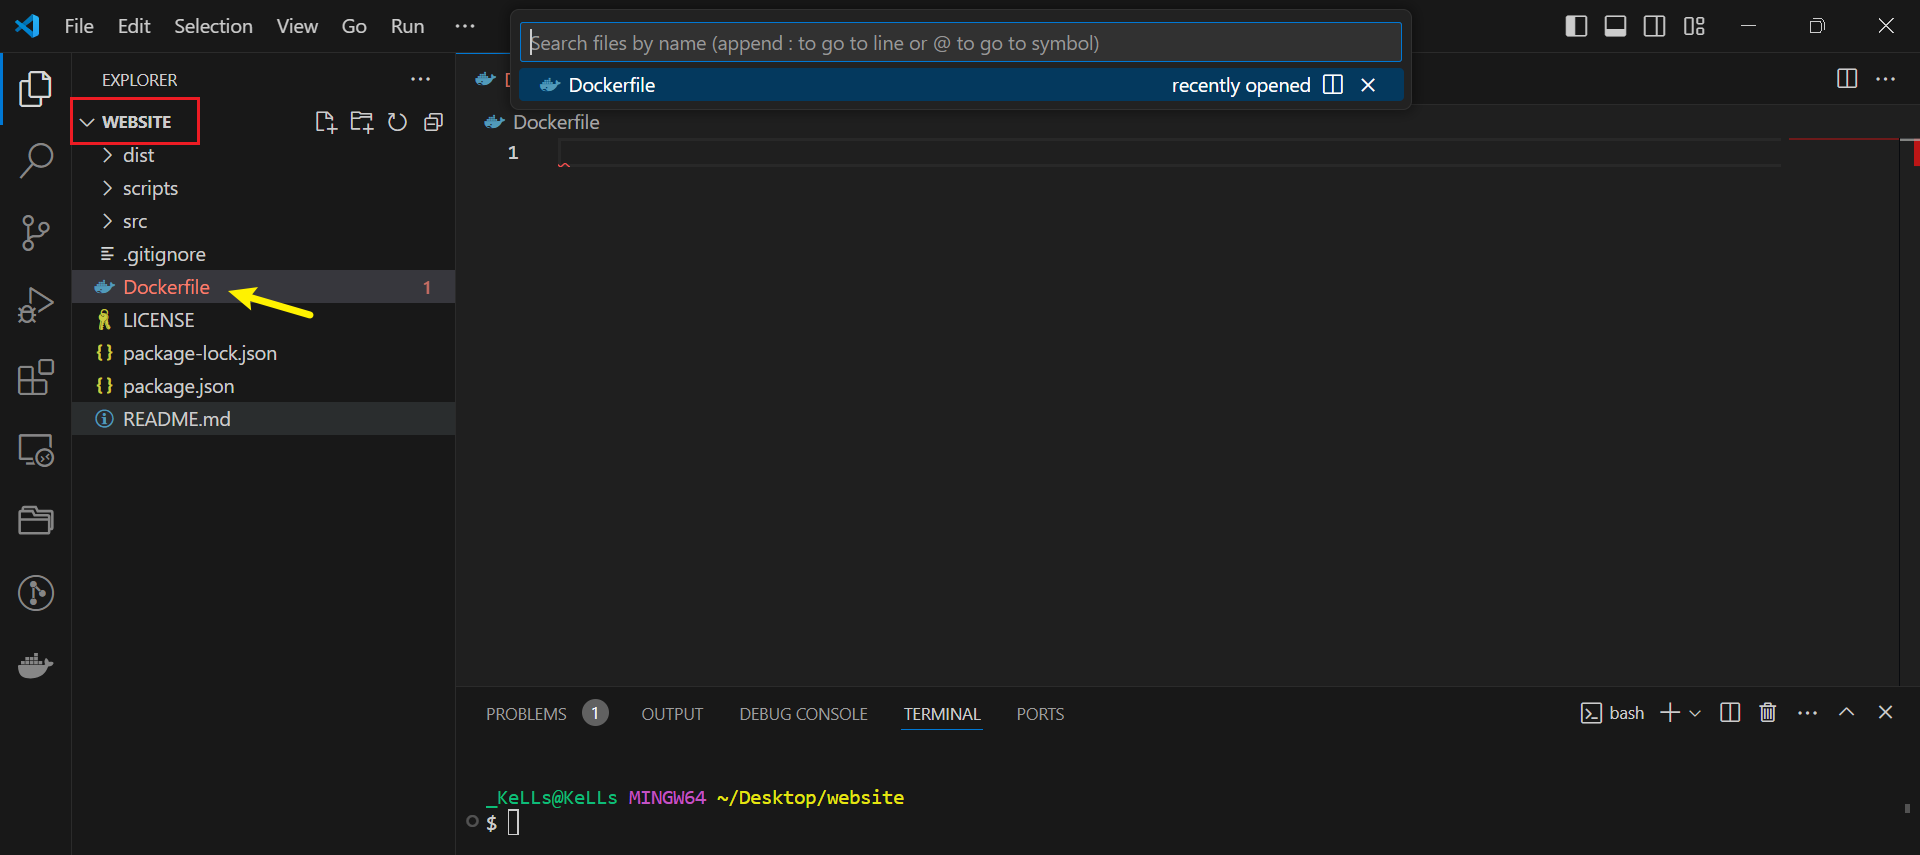 File Edit Selection View Go Run ···
Search files by name (append : to go to line or @ to go to symbol)
Dockerfile recently opened
EXPLORER ···
WEBSITE
dist
scripts
src
.gitignore
Dockerfile 1
LICENSE
package-lock.json
package.json
README.md
Dockerfile
1
PROBLEMS 1 OUTPUT DEBUG CONSOLE TERMINAL PORTS
bash
_KeLLs@KeLLs MINGW64 ~/Desktop/website
$